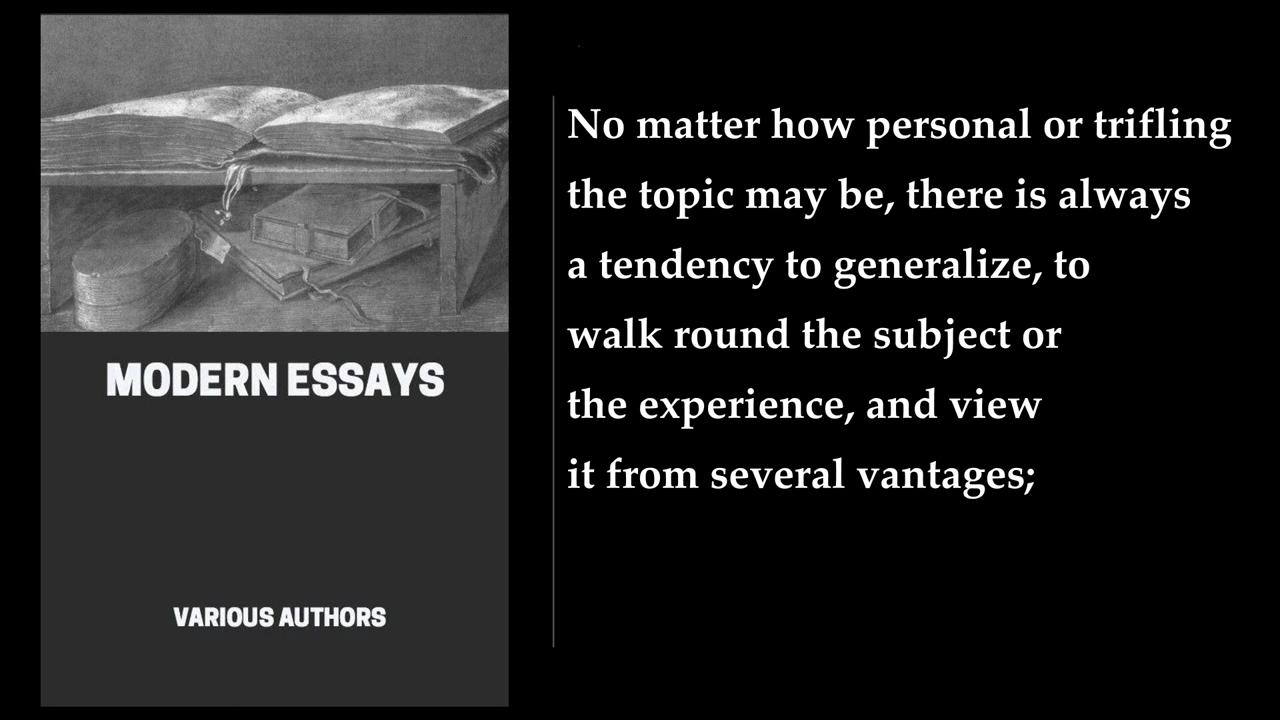 MODERN ESSAYS
VARIOUS AUTHORS
No matter how personal or trifling
the topic may be, there is always
a tendency to generalize, to
walk round the subject or
the experience, and view
it from several vantages;